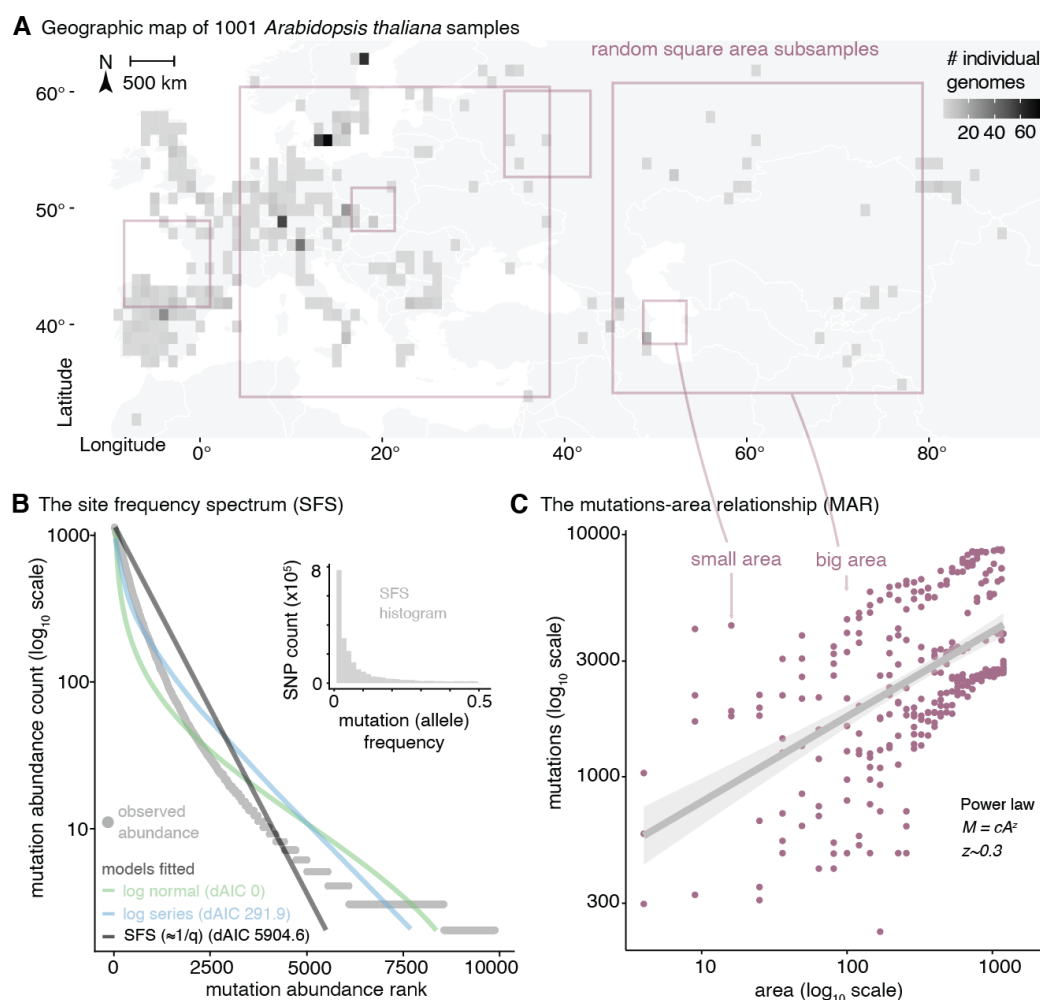 A Geographic map of 1001 Arabidopsis thaliana samples
random square area subsamples
N
500 km
# individual
genomes
20 40 60
60°
50°
40°
Latitude
Longitude
0°
20°
40°
60°
80°
B The site frequency spectrum (SFS)
mutation abundance count (log10 scale)
1000
100
10
SNP count (x10⁵)
8
0
SFS
histogram
0
0.5
mutation (allele)
frequency
observed
abundance
models fitted
log normal (dAIC 0)
log series (dAIC 291.9)
SFS (≈1/q) (dAIC 5904.6)
0
2500
5000
7500
10000
mutation abundance rank
C The mutations-area relationship (MAR)
mutations (log10 scale)
10000
3000
1000
300
small area
big area
Power law
M = cAᶻ
z~0.3
10
100
1000
area (log10 scale)